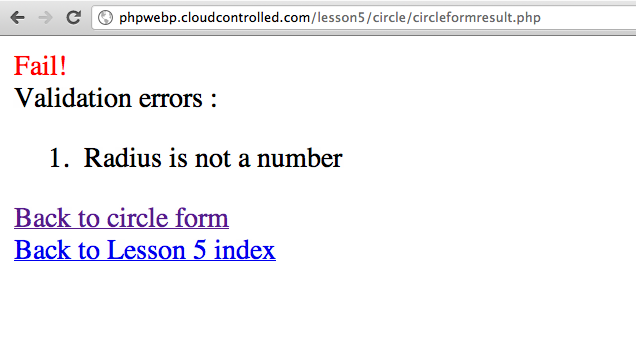 phpwebp.cloudcontrolled.com/lesson5/circle/circleformresult.php
Fail!
Validation errors :
1. Radius is not a number
Back to circle form
Back to Lesson 5 index